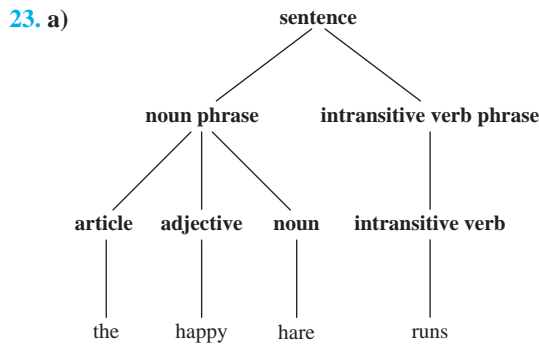 23. a)
sentence
noun phrase intransitive verb phrase
article adjective noun intransitive verb
the happy hare runs